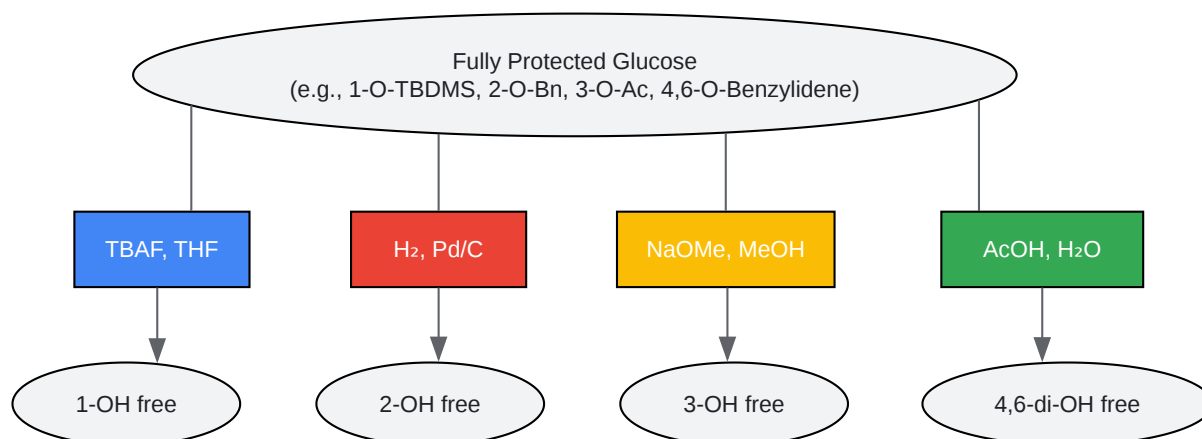 Fully Protected Glucose
(e.g., 1-O-TBDMS, 2-O-Bn, 3-O-Ac, 4,6-O-Benzylidene)
TBAF, THF
H₂, Pd/C
NaOMe, MeOH
AcOH, H₂O
1-OH free
2-OH free
3-OH free
4,6-di-OH free